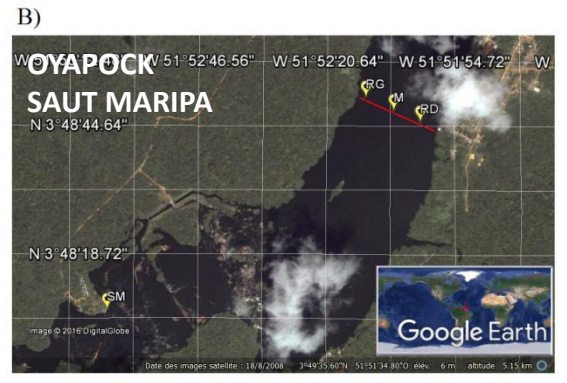 B)
W 51°52'46.56" W 51°52'20.64" W 51°51'54.72" W
OYAPOCK
SAUT MARIPA
RG
M
RD
N 3°48'44.64"
N 3°48'18.72"
SM
Image © 2016 DigitalGlobe
Google Earth
Date des images satellite : 18/8/2008 3°49'35.60"N 51°51'34.80"O élév. 6 m altitude 5.15 km